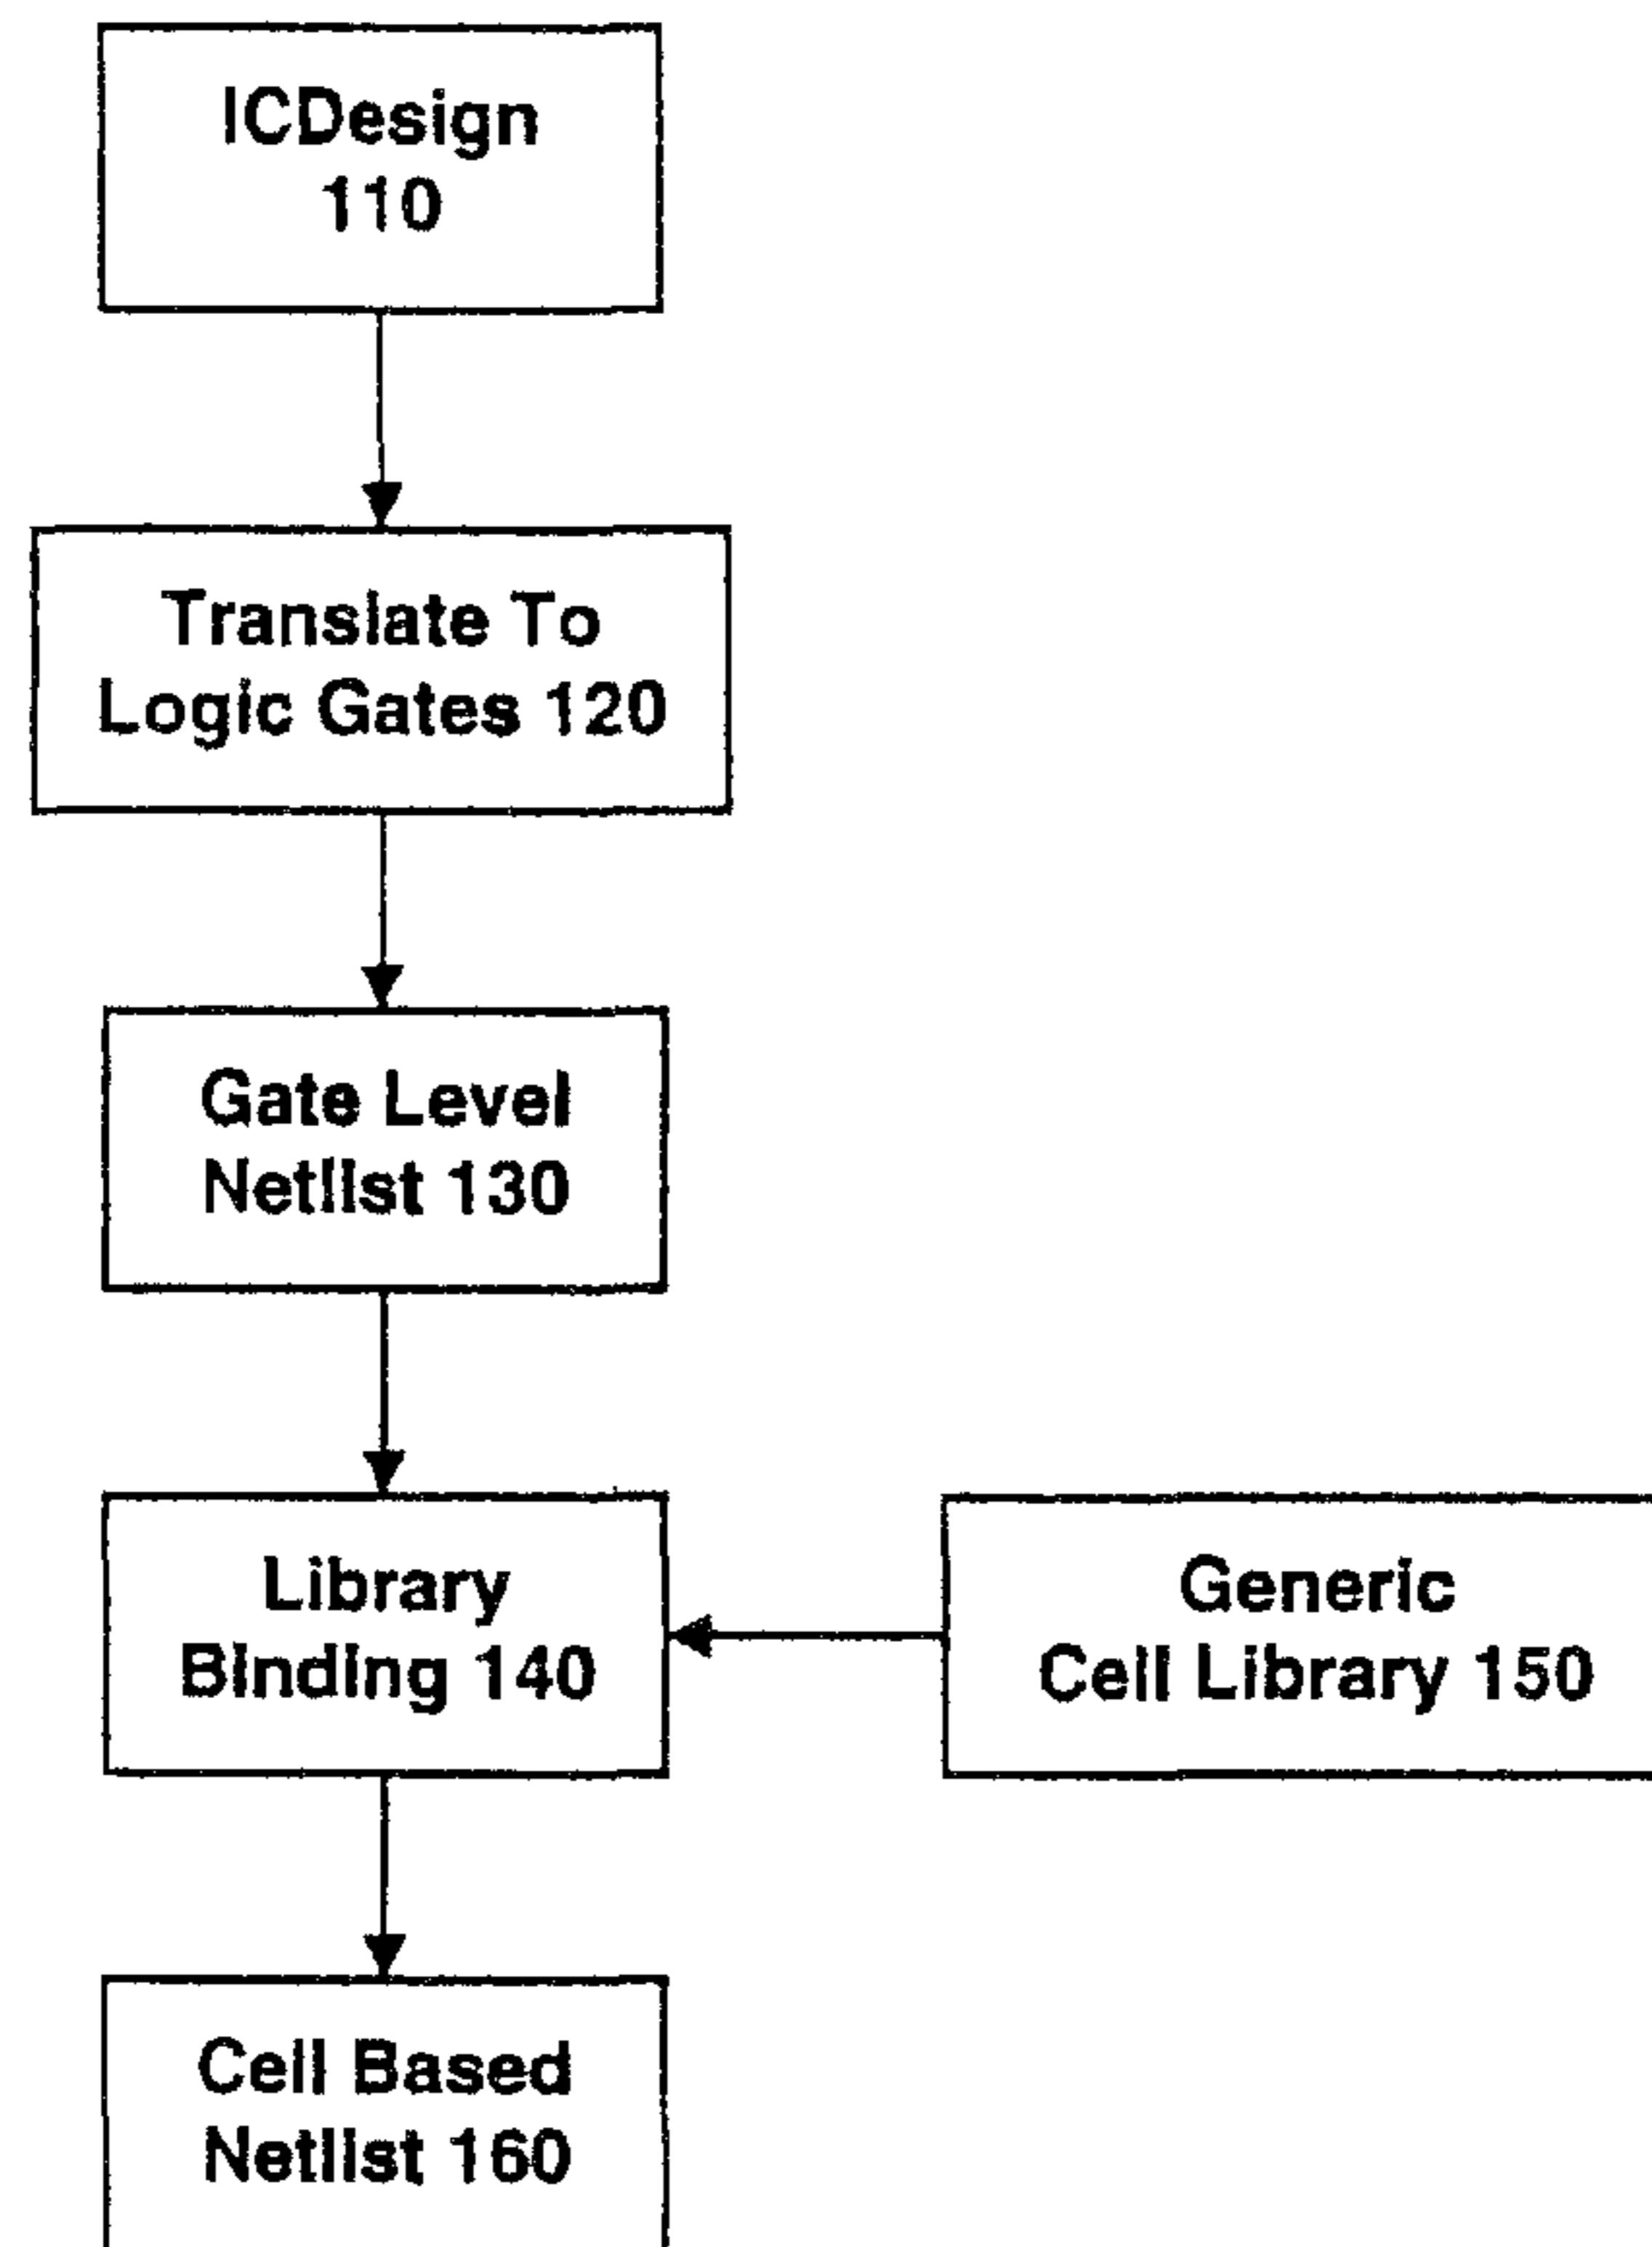 ICDesign
110
Translate To
Logic Gates 120
Gate Level
Netlist 130
Library
Binding 140
Generic
Cell Library 150
Cell Based
Netlist 160